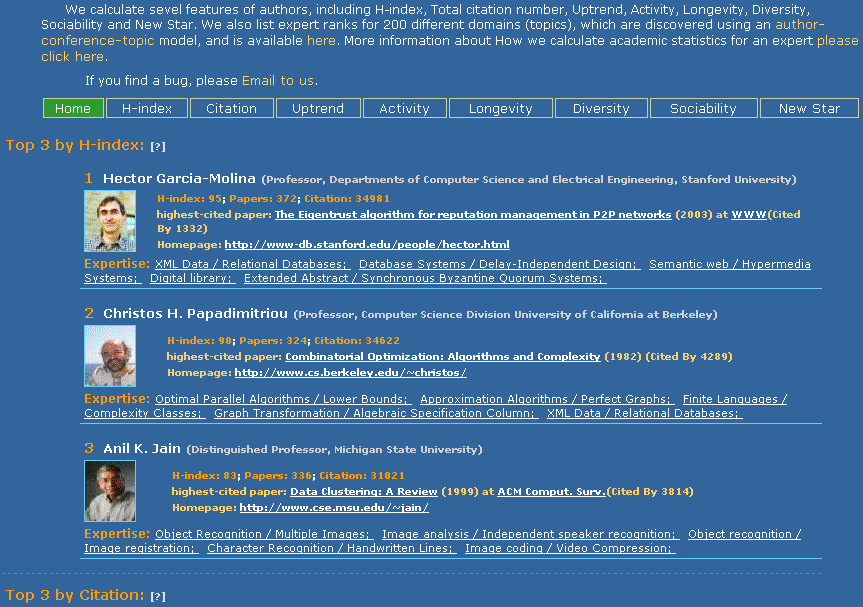 We calculate sevel features of authors, including H-index, Total citation number, Uptrend, Activity, Longevity, Diversity,
Sociability and New Star. We also list expert ranks for 200 different domains (topics), which are discovered using an author-
conference-topic model, and is available here. More information about How we calculate academic statistics for an expert please
click here.
If you find a bug, please Email to us.
Home H-index Citation Uptrend Activity Longevity Diversity Sociability New Star
Top 3 by H-index: [?]
1 Hector Garcia-Molina (Professor, Departments of Computer Science and Electrical Engineering, Stanford University)
H-index: 95; Papers: 372; Citation: 34981
highest-cited paper: The Eigentrust algorithm for reputation management in P2P networks (2003) at WWW(Cited
By 1332)
Homepage: http://www-db.stanford.edu/people/hector.html
Expertise: XML Data / Relational Databases; Database Systems / Delay-Independent Design; Semantic web / Hypermedia
Systems; Digital library; Extended Abstract / Synchronous Byzantine Quorum Systems;
2 Christos H. Papadimitriou (Professor, Computer Science Division University of California at Berkeley)
H-index: 90; Papers: 324; Citation: 34622
highest-cited paper: Combinatorial Optimization: Algorithms and Complexity (1982) (Cited By 4289)
Homepage: http://www.cs.berkeley.edu/~christos/
Expertise: Optimal Parallel Algorithms / Lower Bounds; Approximation Algorithms / Perfect Graphs; Finite Languages /
Complexity Classes; Graph Transformation / Algebraic Specification Column; XML Data / Relational Databases;
3 Anil K. Jain (Distinguished Professor, Michigan State University)
H-index: 83; Papers: 336; Citation: 31021
highest-cited paper: Data Clustering: A Review (1999) at ACM Comput. Surv.(Cited By 3814)
Homepage: http://www.cse.msu.edu/~jain/
Expertise: Object Recognition / Multiple Images; Image analysis / Independent speaker recognition; Object recognition /
Image registration; Character Recognition / Handwritten Lines; Image coding / Video Compression;
Top 3 by Citation: [?]